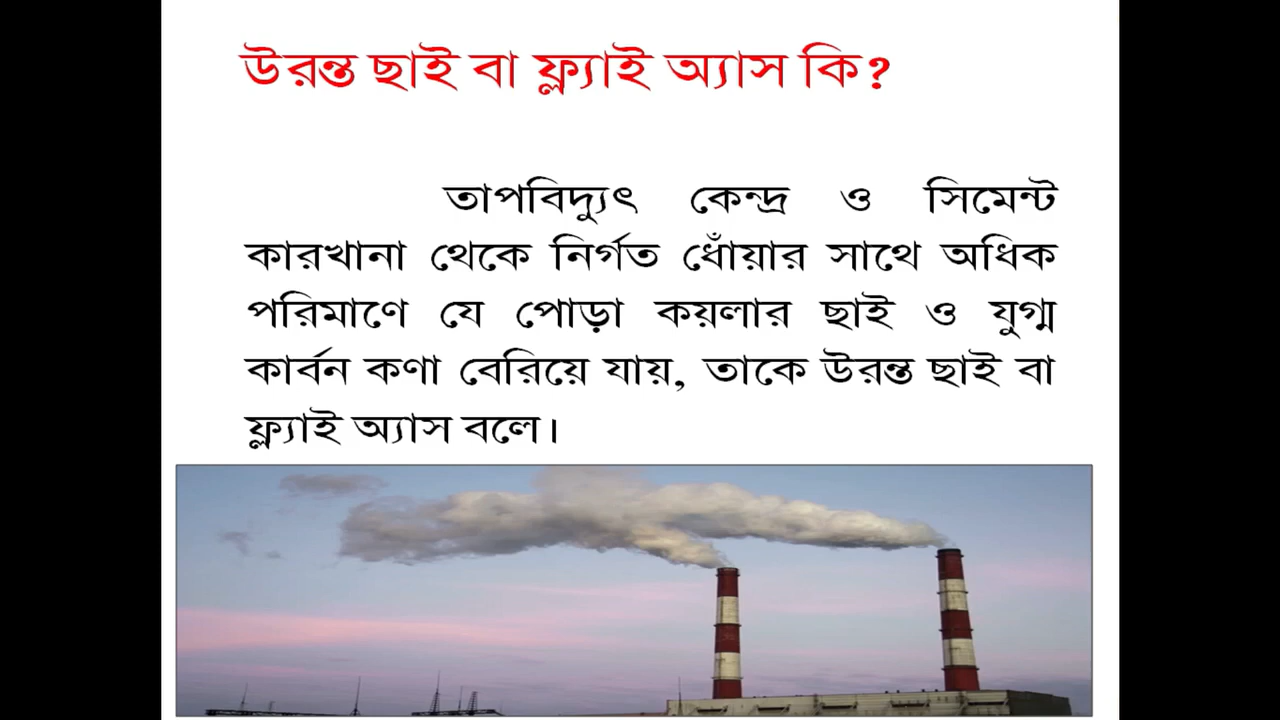 উরন্ত ছাই বা ফ্ল্যাই অ্যাস কি?
তাপবিদ্যুৎ কেন্দ্র ও সিমেন্ট
কারখানা থেকে নির্গত ধোঁয়ার সাথে অধিক
পরিমাণে যে পোড়া কয়লার ছাই ও যুগ্ম
কার্বন কণা বেরিয়ে যায়, তাকে উরন্ত ছাই বা
ফ্ল্যাই অ্যাস বলে।